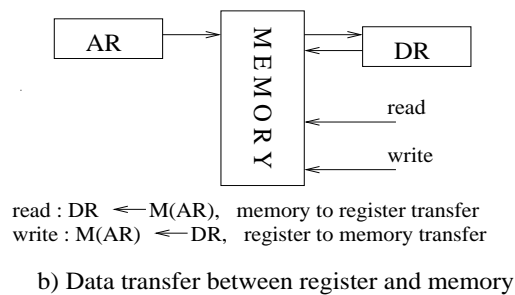 AR
MEMORY
DR
read
write
read : DR ← M(AR), memory to register transfer
write : M(AR) ← DR, register to memory transfer
b) Data transfer between register and memory